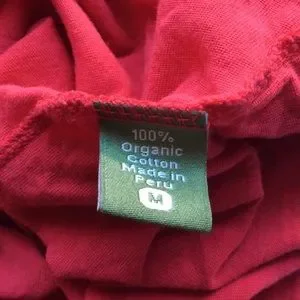 100%
Organic
Cotton
Made in
Peru
M